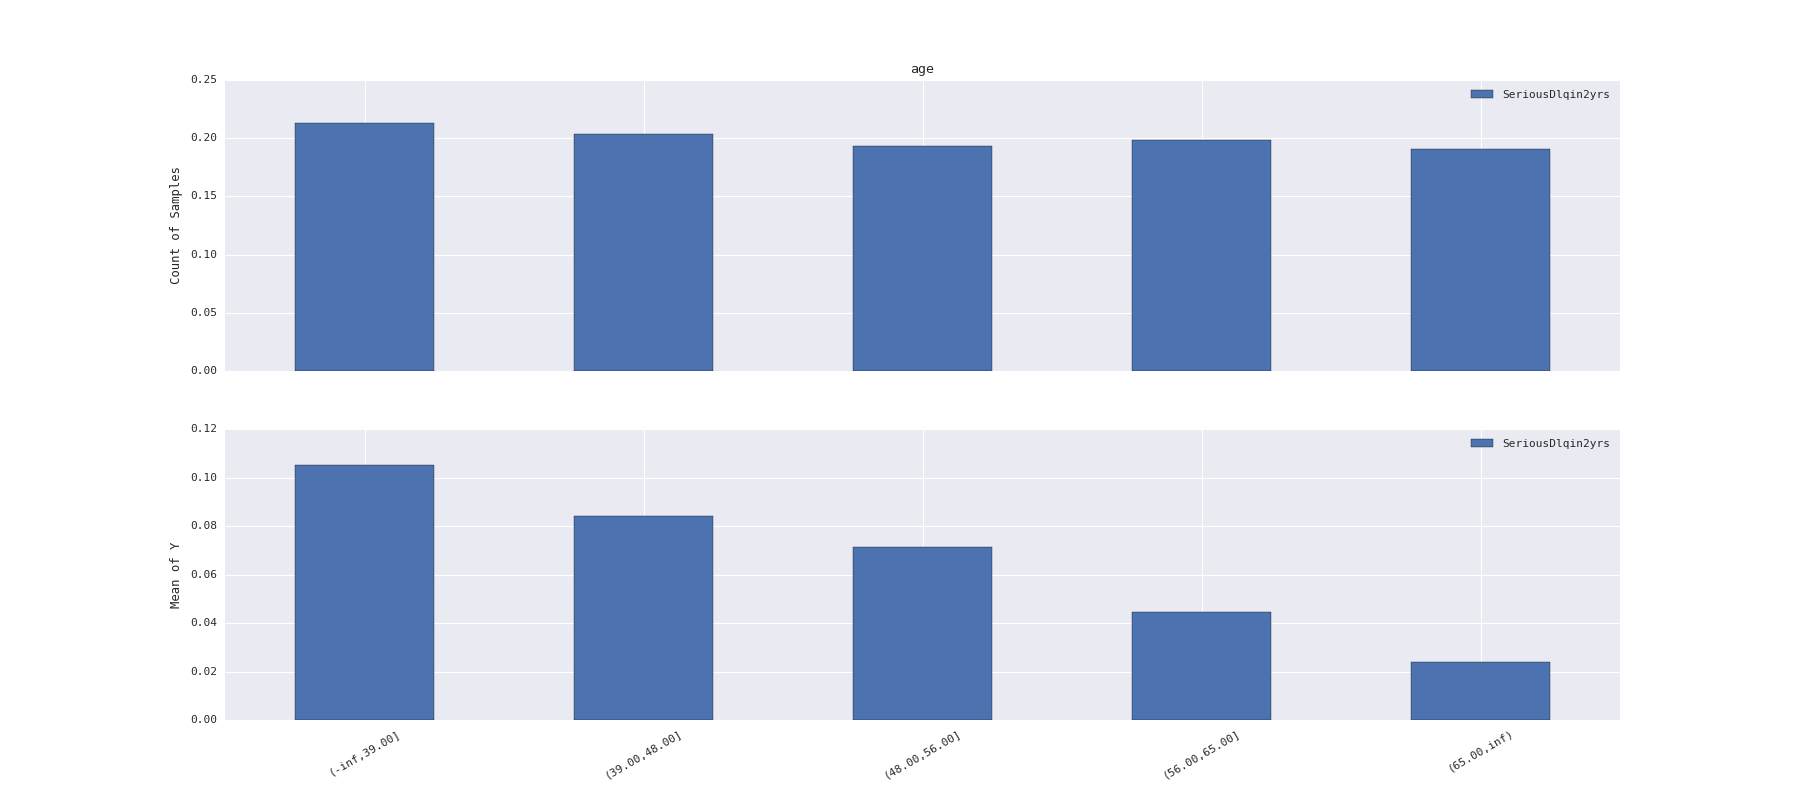 age
0.25
0.20
0.15
0.10
0.05
0.00
Count of Samples
SeriousDlqin2yrs
0.12
0.10
0.08
0.06
0.04
0.02
0.00
Mean of Y
SeriousDlqin2yrs
(-inf,39.00]
(39.00,48.00]
(48.00,56.00]
(56.00,65.00]
(65.00,inf)